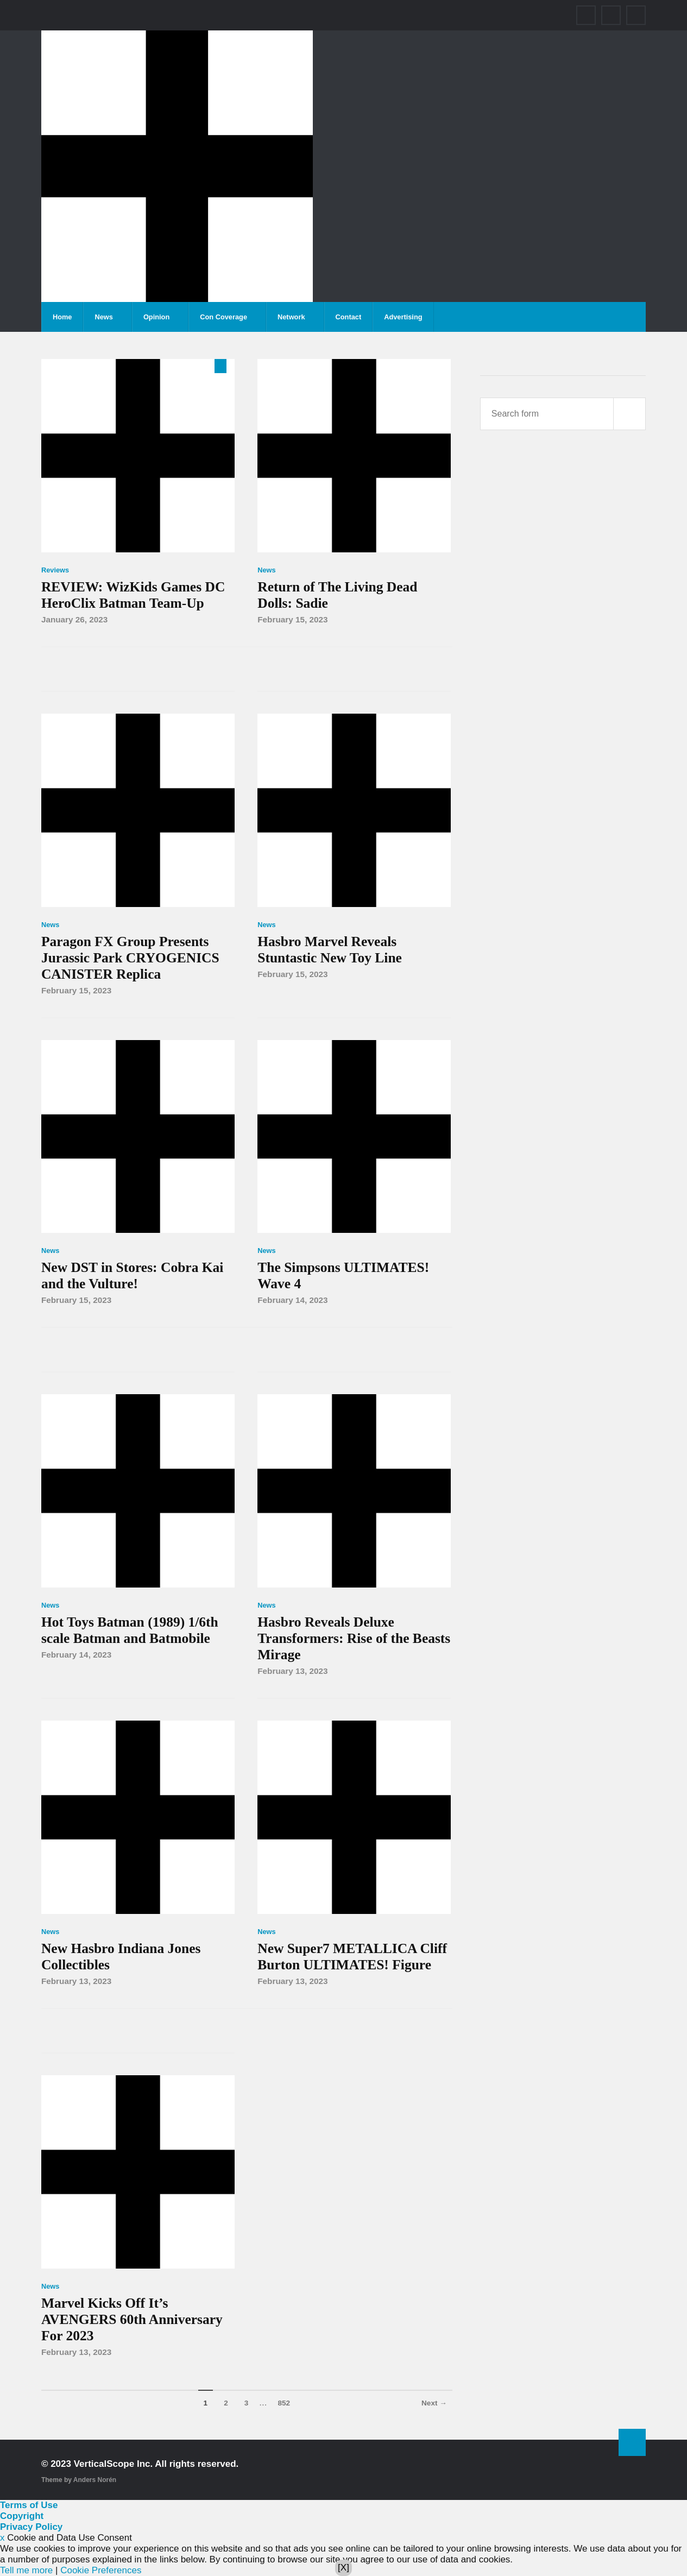 Home News Opinion Con Coverage Network Contact Advertising
Search form
Reviews
REVIEW: WizKids Games DC
HeroClix Batman Team-Up
January 26, 2023
News
Return of The Living Dead
Dolls: Sadie
February 15, 2023
News
Paragon FX Group Presents
Jurassic Park CRYOGENICS
CANISTER Replica
February 15, 2023
News
Hasbro Marvel Reveals
Stuntastic New Toy Line
February 15, 2023
News
New DST in Stores: Cobra Kai
and the Vulture!
February 15, 2023
News
The Simpsons ULTIMATES!
Wave 4
February 14, 2023
News
Hot Toys Batman (1989) 1/6th
scale Batman and Batmobile
February 14, 2023
News
Hasbro Reveals Deluxe
Transformers: Rise of the Beasts
Mirage
February 13, 2023
News
New Hasbro Indiana Jones
Collectibles
February 13, 2023
News
New Super7 METALLICA Cliff
Burton ULTIMATES! Figure
February 13, 2023
News
Marvel Kicks Off It’s
AVENGERS 60th Anniversary
For 2023
February 13, 2023
1 2 3 … 852 Next →
© 2023 VerticalScope Inc. All rights reserved.
Theme by Anders Norén
Terms of Use
Copyright
Privacy Policy
x Cookie and Data Use Consent
We use cookies to improve your experience on this website and so that ads you see online can be tailored to your online browsing interests. We use data about you for
a number of purposes explained in the links below. By continuing to browse our site you agree to our use of data and cookies.
Tell me more | Cookie Preferences
[X]